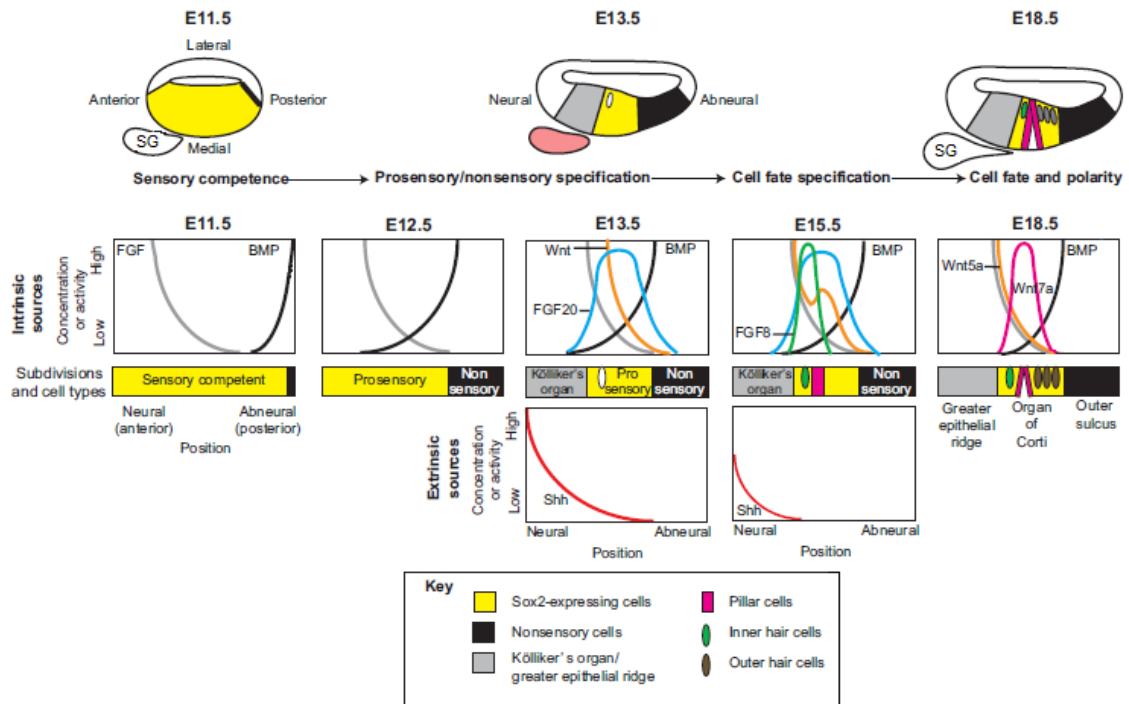 E11.5
E13.5
E18.5
Lateral
Anterior
Posterior
SG
Medial
Neural
Abneural
SG
Sensory competence
Prosensory/nonsensory specification
Cell fate specification
Cell fate and polarity
E11.5
E12.5
E13.5
E15.5
E18.5
Intrinsic
sources
Concentration
or activity
High
Low
FGF
BMP
Wnt
BMP
FGF20
BMP
FGF8
BMP
Wnt5a
Wnt7a
Subdivisions
and cell types
Sensory competent
Prosensory
Non
sensory
Kölliker's
organ
Pro
sensory
Non
sensory
Kölliker's
organ
Non
sensory
Neural
(anterior)
Abneural
(posterior)
Position
Greater
epithelial
ridge
Organ
of
Corti
Outer
sulcus
Extrinsic
sources
Concentration
or activity
High
Low
Shh
Neural
Abneural
Position
Shh
Neural
Abneural
Position
Key
Sox2-expressing cells
Nonsensory cells
Kölliker's organ/
greater epithelial ridge
Pillar cells
Inner hair cells
Outer hair cells